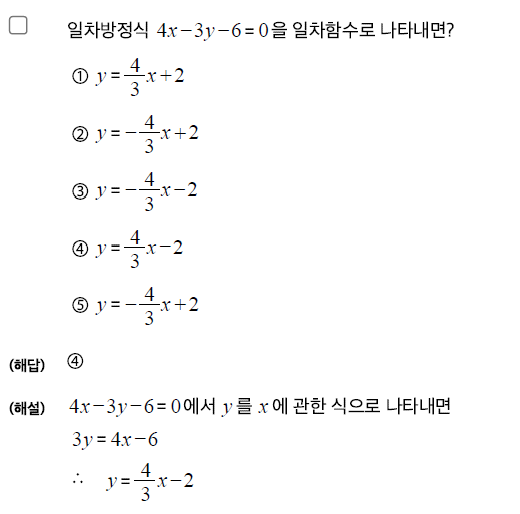 일차방정식 4x−3y−6=0을 일차함수로 나타내면?
① y=4/3x+2
② y=−4/3x+2
③ y=−4/3x−2
④ y=4/3x−2
⑤ y=−4/3x+2
(해답) ④
(해설) 4x−3y−6=0에서 y를 x에 관한 식으로 나타내면
3y=4x−6
∴ y=4/3x−2